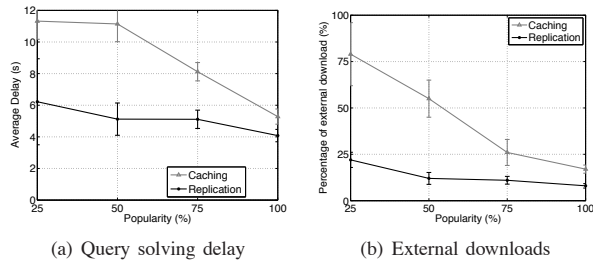 12
10
8
6
4
2
0
25
50
75
100
Average Delay (s)
Popularity (%)
Caching
Replication
(a) Query solving delay
100
75
50
25
0
25
50
75
100
Percentage of external download (%)
Popularity (%)
Caching
Replication
(b) External downloads